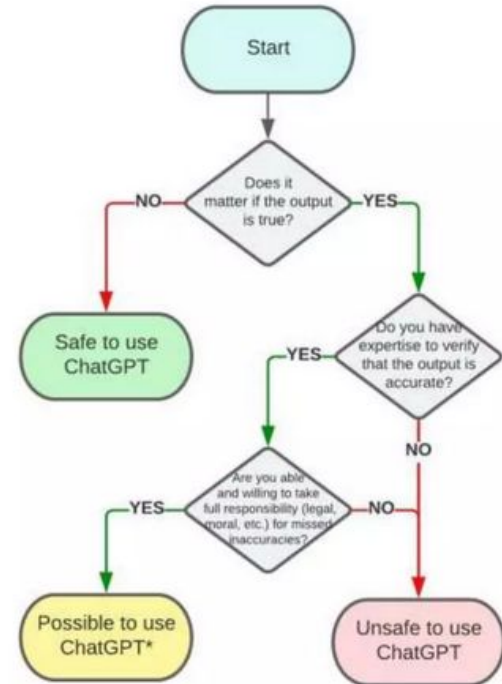 Start
Does it
matter if the output
is true?
NO
YES
Safe to use
ChatGPT
Do you have
expertise to verify
that the output is
accurate?
YES
NO
Are you able
and willing to take
full responsibility (legal,
moral, etc.) for missed
inaccuracies?
YES
NO
Possible to use
ChatGPT*
Unsafe to use
ChatGPT